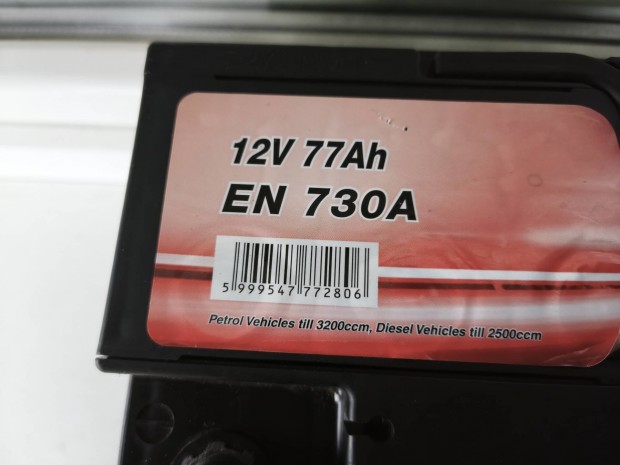 12V 77Ah
EN 730A
5 999547 772806
Petrol Vehicles till 3200ccm, Diesel Vehicles till 2500ccm